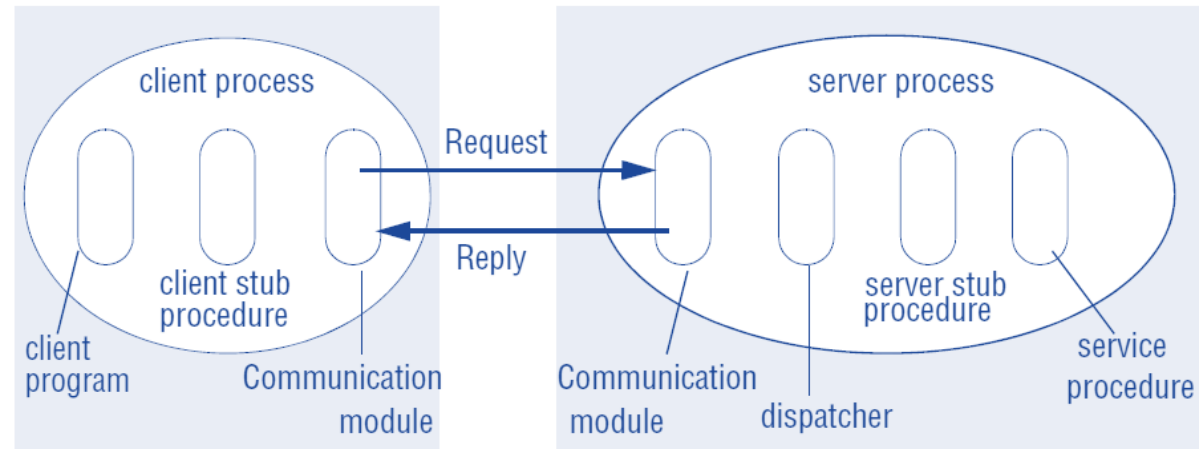 client process
server process
Request
Reply
client stub
procedure
server stub
procedure
client
program
Communication
module
Communication
module
dispatcher
service
procedure